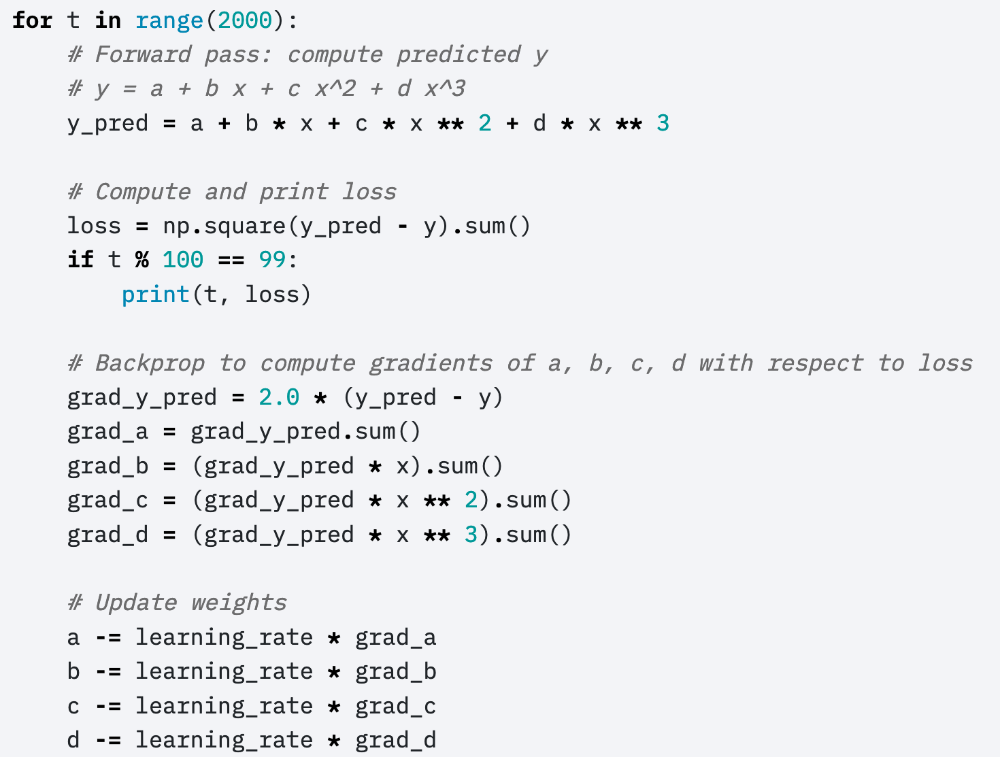 for t in range(2000):
    # Forward pass: compute predicted y
    # y = a + b x + c x^2 + d x^3
    y_pred = a + b * x + c * x ** 2 + d * x ** 3

    # Compute and print loss
    loss = np.square(y_pred - y).sum()
    if t % 100 == 99:
        print(t, loss)

    # Backprop to compute gradients of a, b, c, d with respect to loss
    grad_y_pred = 2.0 * (y_pred - y)
    grad_a = grad_y_pred.sum()
    grad_b = (grad_y_pred * x).sum()
    grad_c = (grad_y_pred * x ** 2).sum()
    grad_d = (grad_y_pred * x ** 3).sum()

    # Update weights
    a -= learning_rate * grad_a
    b -= learning_rate * grad_b
    c -= learning_rate * grad_c
    d -= learning_rate * grad_d